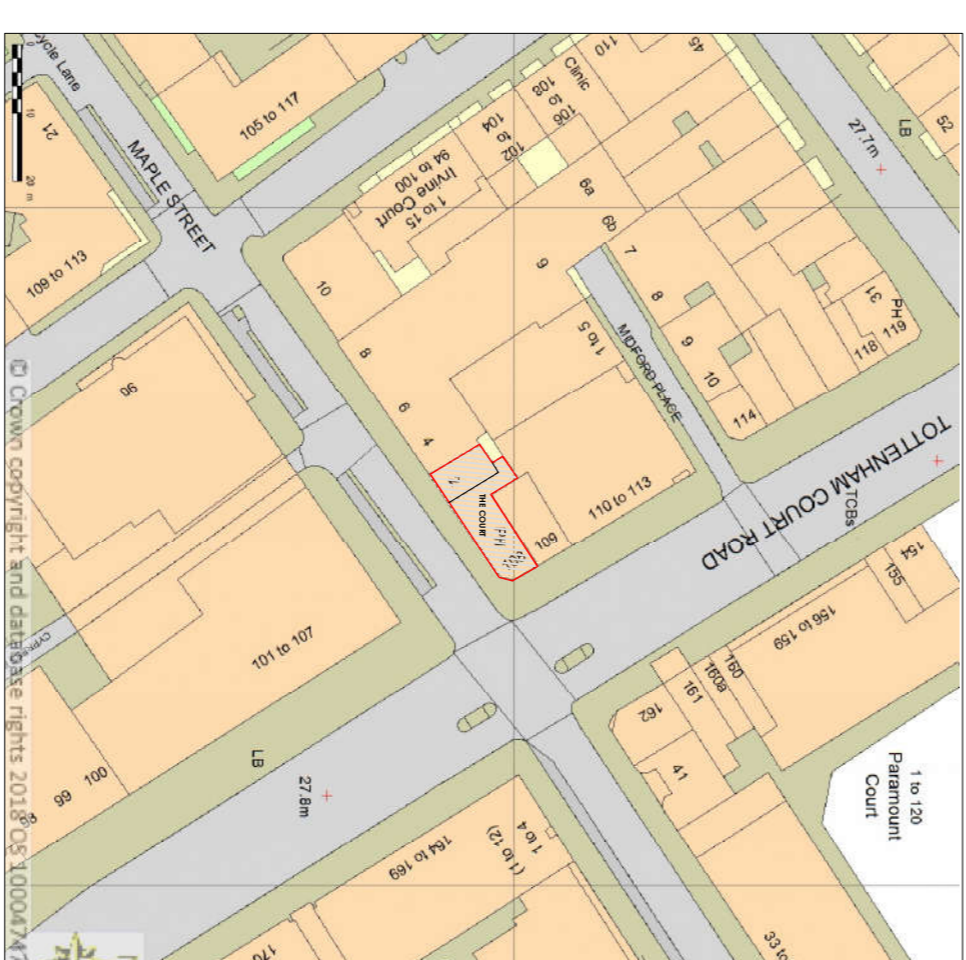 Cycle Lane
0
10
20 m
21
MAPLE STREET
105 to 117
109 to 113
110
45
Clinic
108
to
106
104
to
102
Irvine Court
1 to 15
94 to 100
6a
6b
7
9
8
9
10
114
27.7m
LB
52
PH
31
119
118
10
8
6
4
2
1 to 5
MIDFORD PLACE
THE COURT
(PH)
109
110 to 113
TOTTENHAM COURT ROAD
TCBs
154
155
156 to 159
160
160a
161
162
41
1 to 120
Paramount
Court
96
101 to 107
LB
27.8m
99
100
164 to 169
1 to 4
(1 to 12)
170
33 to
© Crown copyright and database rights 2018 OS